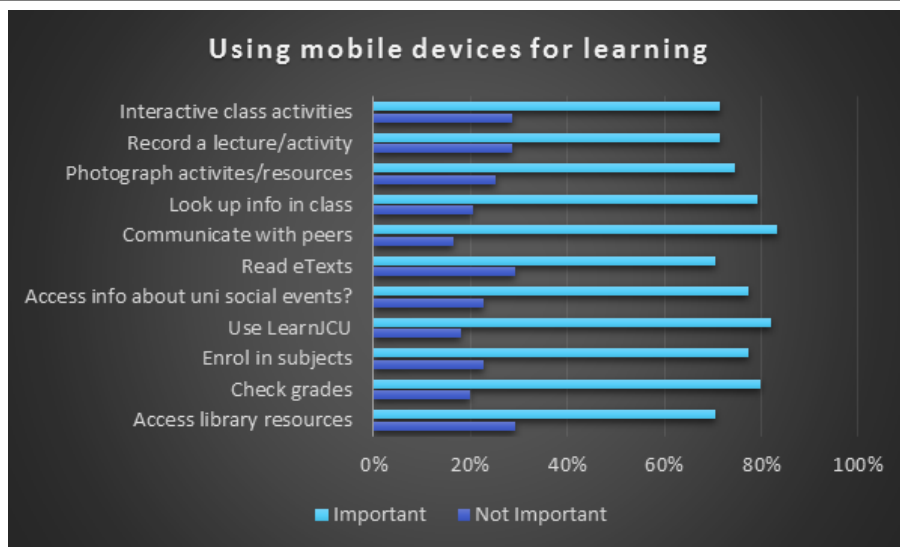 Using mobile devices for learning
Interactive class activities
Record a lecture/activity
Photograph activites/resources
Look up info in class
Communicate with peers
Read eTexts
Access info about uni social events?
Use LearnJCU
Enrol in subjects
Check grades
Access library resources
0% 20% 40% 60% 80% 100%
Important Not Important